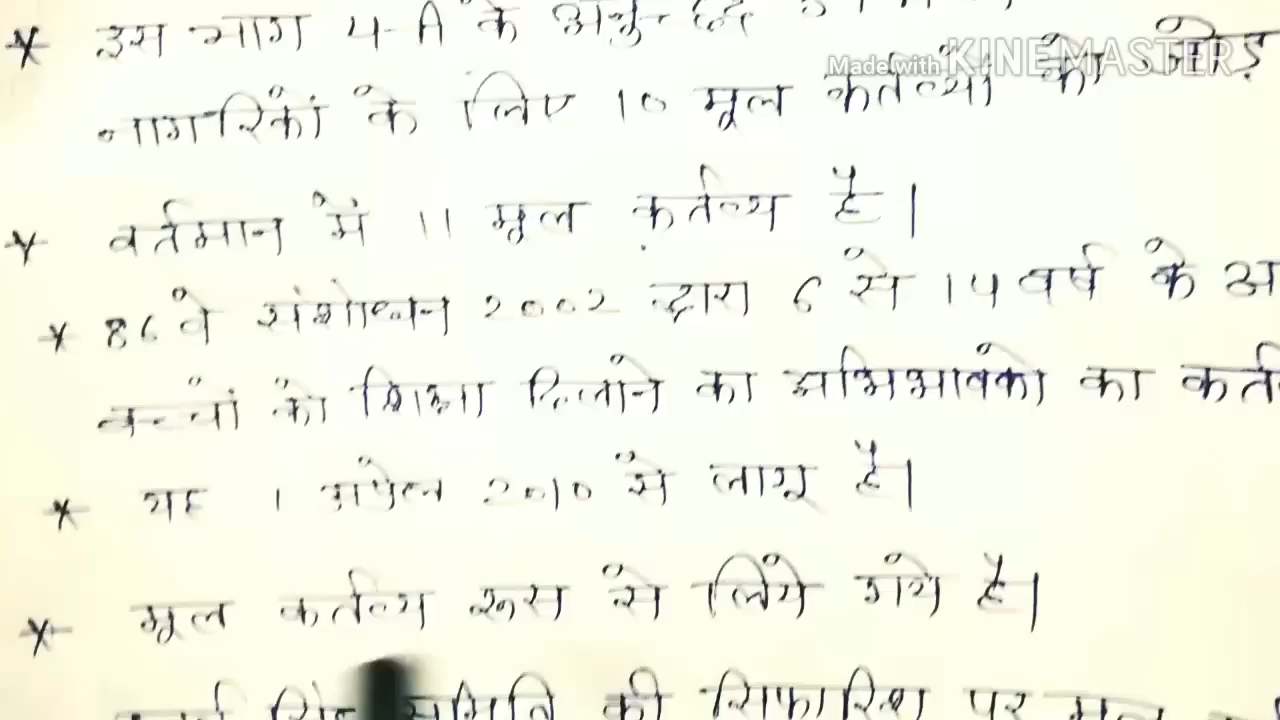 * इस भाग 4-A के अनुच्छेद
Made with KINEMASTER
नागरिकों के लिए 10 मूल कर्तव्यों को जोड़
* वर्तमान में 11 मूल कर्तव्य है।
* 86 वे संशोधन 2002 द्वारा 6 से 14 वर्ष के
बच्चों को शिक्षा दिलाने का अभिभावकों का
* यह 1 अप्रैल 2010 से लागू है।
* मूल कर्तव्य रूस से लिये गये है।
समिति की सिफारिश पर मूल